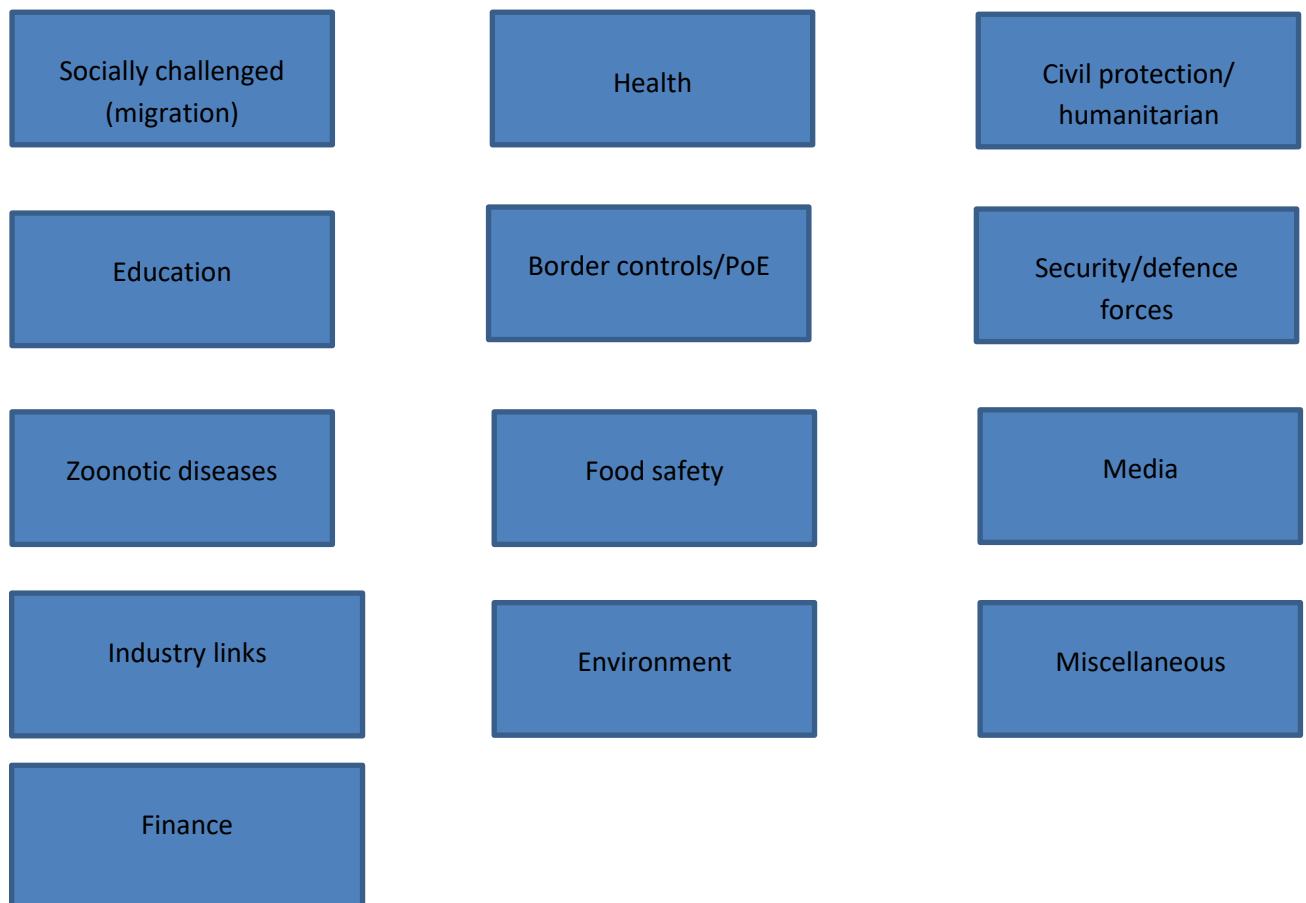 Socially challenged
(migration)
Health
Civil protection/
humanitarian
Education
Border controls/PoE
Security/defence
forces
Zoonotic diseases
Food safety
Media
Industry links
Environment
Miscellaneous
Finance